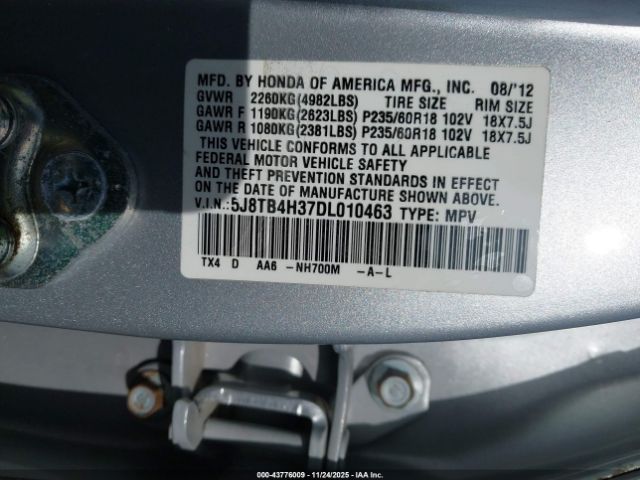 MFD. BY HONDA OF AMERICA MFG., INC. 08/'12
GVWR 2260KG(4982LBS) TIRE SIZE RIM SIZE
GAWR F 1190KG(2623LBS) P235/60R18 102V 18X7.5J
GAWR R 1080KG(2381LBS) P235/60R18 102V 18X7.5J
THIS VEHICLE CONFORMS TO ALL APPLICABLE
FEDERAL MOTOR VEHICLE SAFETY
AND THEFT PREVENTION STANDARDS IN EFFECT
ON THE DATE OF MANUFACTURE SHOWN ABOVE.
V.I.N.:5J8TB4H37DL010463 TYPE: MPV
TX4 D AA6 -NH700M -A-L
000-43776009 - 11/24/2025 - IAA Inc.